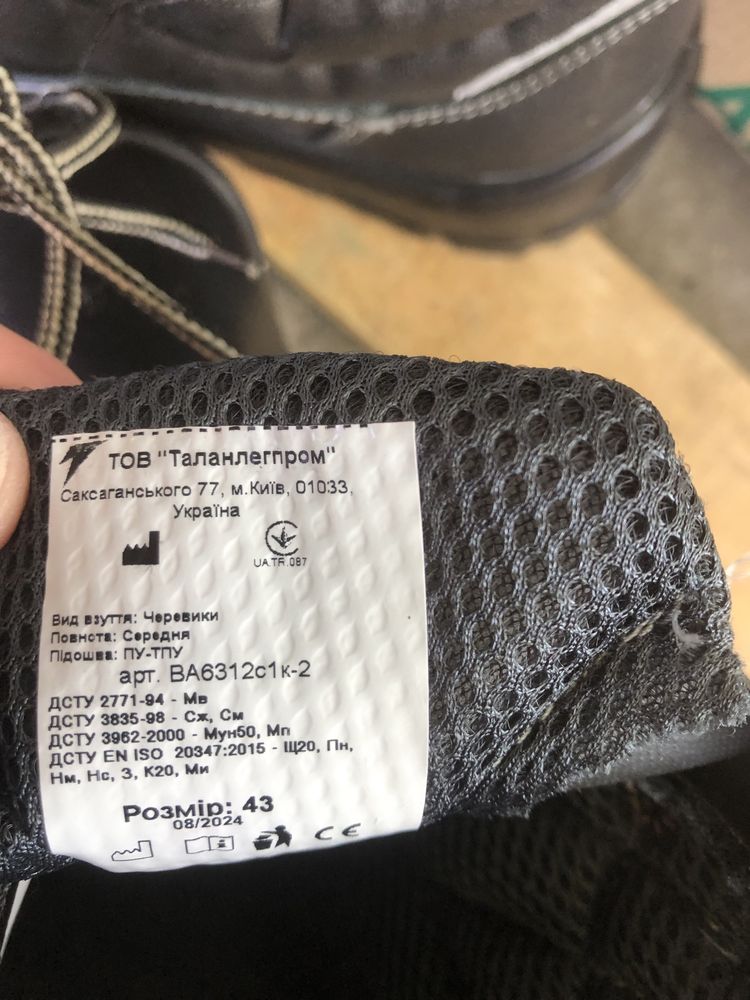 ТОВ "Таланлегпром"
Саксаганського 77, м.Київ, 01033,
Україна
UA.TR.087
Вид взуття: Черевики
Повнота: Середня
Підошва: ПУ-ТПУ
арт. ВА6312с1к-2
ДСТУ 2771-94 - Мв
ДСТУ 3835-98 - Сж, См
ДСТУ 3962-2000 - Мун50, Мп
ДСТУ EN ISO 20347:2015 - Щ20, Пн,
Нм, Нс, З, К20, Ми
Розмір: 43
08/2024
CE